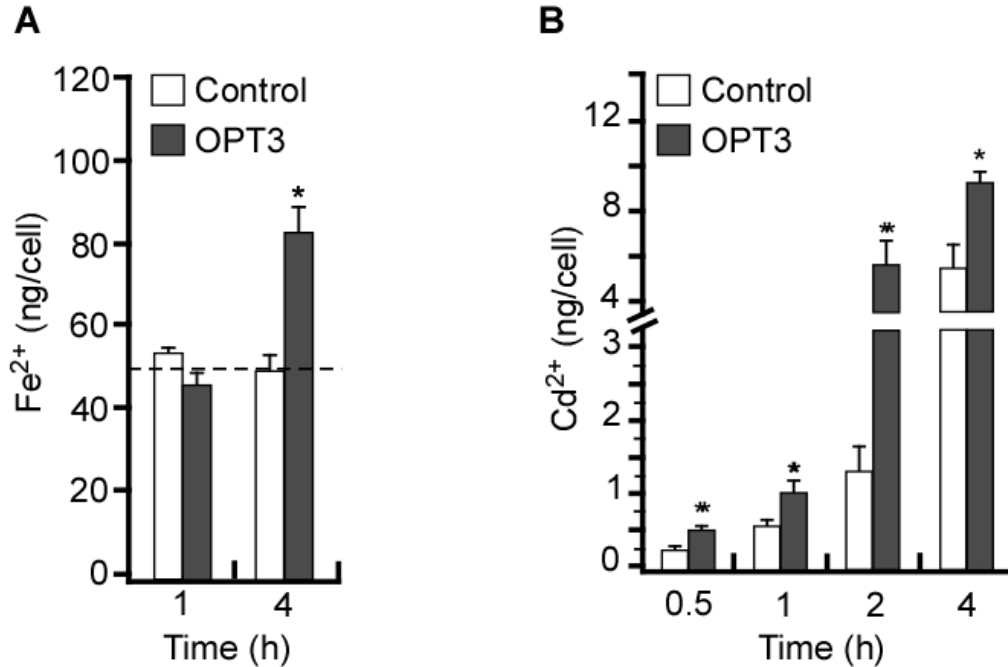 A
Fe²⁺ (ng/cell)
120
100
80
60
40
20
0
Control
OPT3
*
1
4
Time (h)
B
Cd²⁺ (ng/cell)
12
8
4
3
2
1
0
Control
OPT3
*
*
*
*
0.5
1
2
4
Time (h)